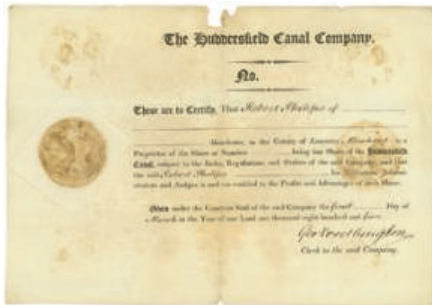 The Huddersfield Canal Company.
No.
These are to Certify, That Robert Philips of
Manchester, in the County of Lancaster, is a
Proprietor of the Share or Number being one Share of the Huddersfield
Canal, subject to the Rules, Regulations, and Orders of the said Company, and that
the said Robert Philips his Executors, Administrators
and Assigns is and are entitled to the Profits and Advantages of such Share.
Given under the Common Seal of the said Company the first Day of
March in the Year of our Lord one thousand eight hundred and
Clerk to the said Company.